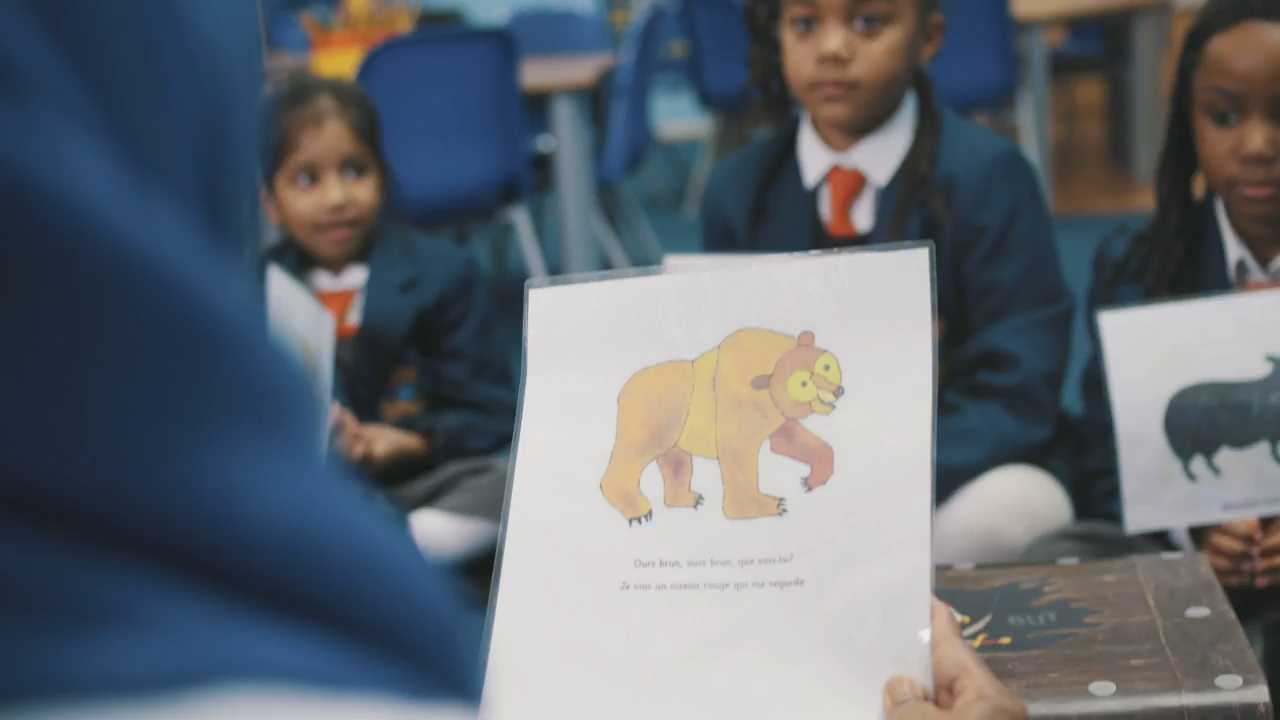 Ours brun, ours brun, que vois-tu?
Je vois un oiseau rouge qui me regarde